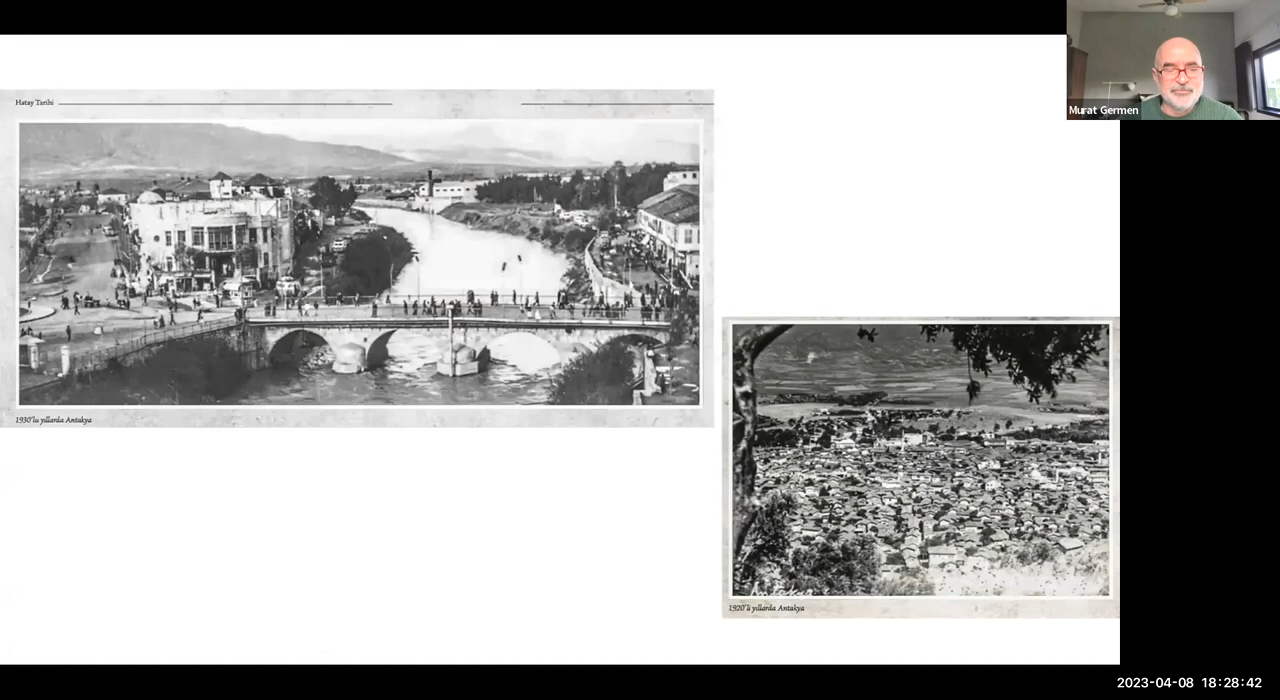 Murat Germen
Hatay Tarihi
1930'lu yıllarda Antakya
1920'li yıllarda Antakya
2023-04-08 18:28:42